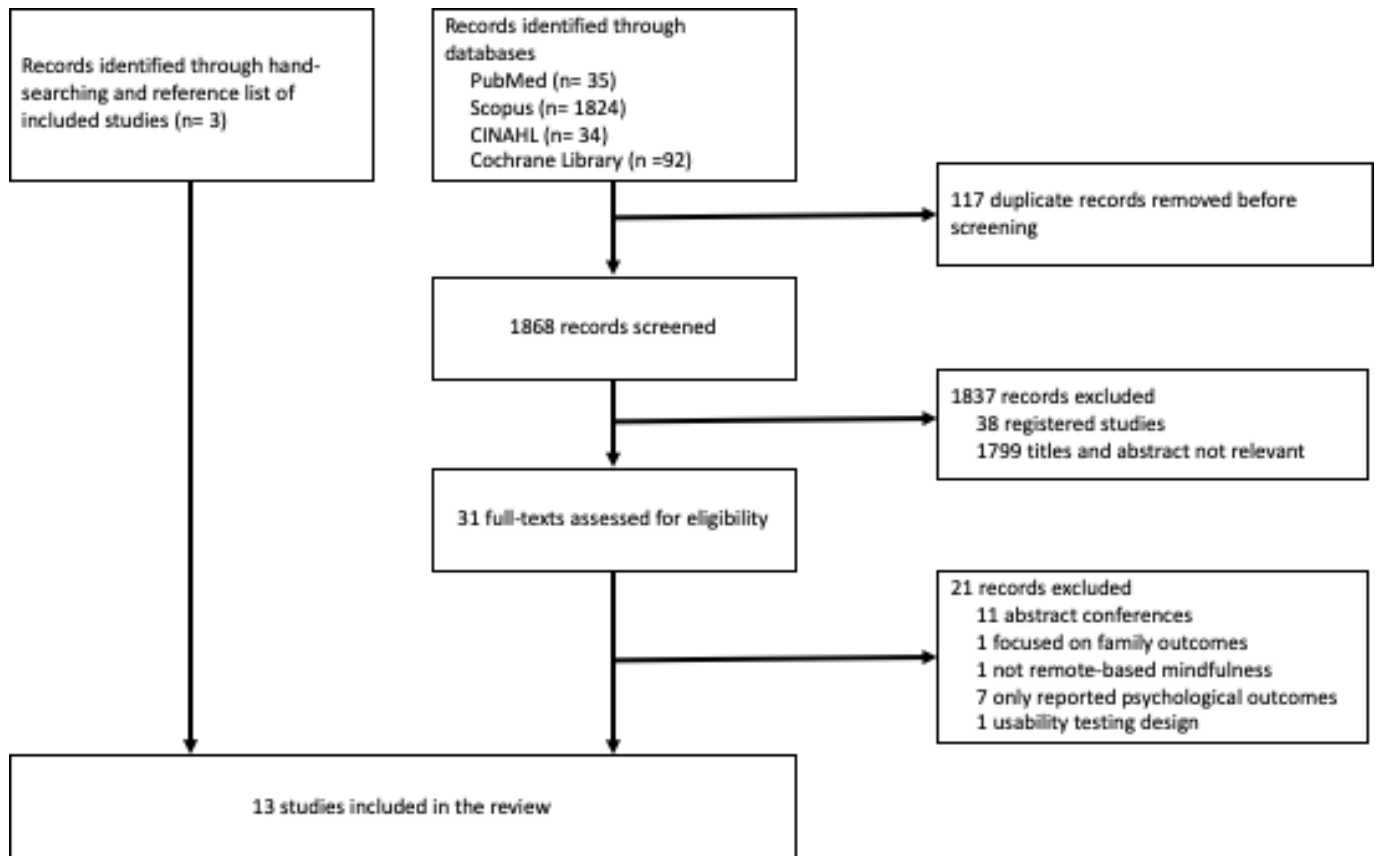 Records identified through hand-
searching and reference list of
included studies (n= 3)
Records identified through
databases
PubMed (n= 35)
Scopus (n= 1824)
CINAHL (n= 34)
Cochrane Library (n =92)
117 duplicate records removed before
screening
1868 records screened
1837 records excluded
38 registered studies
1799 titles and abstract not relevant
31 full-texts assessed for eligibility
21 records excluded
11 abstract conferences
1 focused on family outcomes
1 not remote-based mindfulness
7 only reported psychological outcomes
1 usability testing design
13 studies included in the review